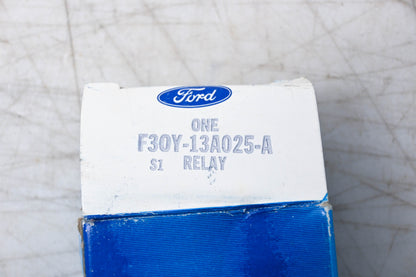 Ford
ONE
F3OY-13A025-A
S1 RELAY